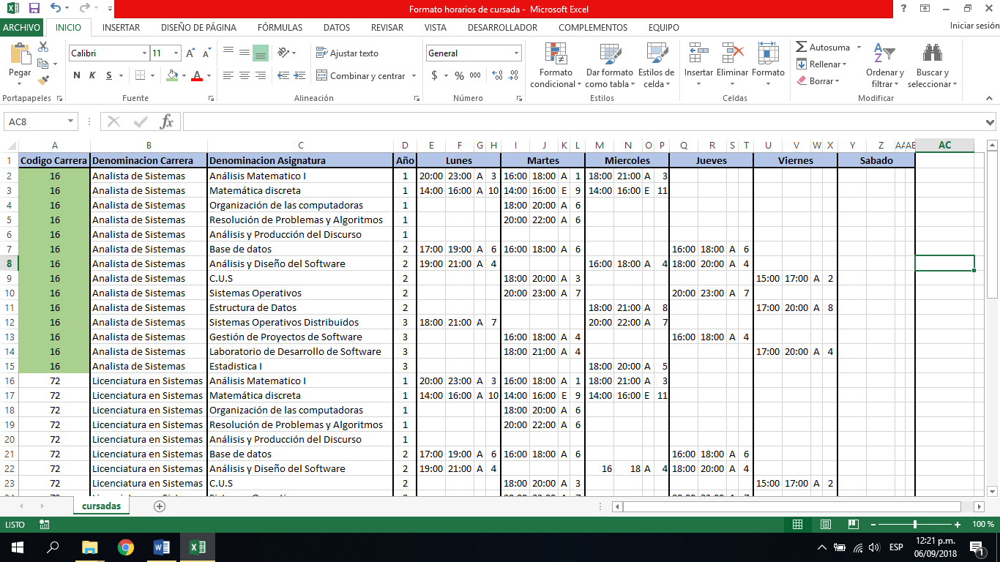 Formato horarios de cursada - Microsoft Excel
ARCHIVO INICIO INSERTAR DISEÑO DE PÁGINA FÓRMULAS DATOS REVISAR VISTA DESARROLLADOR COMPLEMENTOS EQUIPO Iniciar sesión
Pegar Calibri 11 Ajustar texto General Formato condicional Dar formato como tabla Estilos de celda Insertar Eliminar Formato Autosuma Rellenar Borrar Ordenar y filtrar Buscar y seleccionar
N K S Combinar y centrar $ % 000
Portapapeles Fuente Alineación Número Estilos Celdas Modificar
AC8 fx
A B C D E F G H I J K L M N O P Q R S T U V W X Y Z AA AB AC
1 Codigo Carrera Denominacion Carrera Denominacion Asignatura Año Lunes Martes Miercoles Jueves Viernes Sabado
2 16 Analista de Sistemas Análisis Matematico I 1 20:00 23:00 A 3 16:00 18:00 A 1 18:00 21:00 A 3
3 16 Analista de Sistemas Matemática discreta 1 14:00 16:00 A 10 14:00 16:00 E 9 14:00 16:00 E 11
4 16 Analista de Sistemas Organización de las computadoras 1 18:00 20:00 A 6
5 16 Analista de Sistemas Resolución de Problemas y Algoritmos 1 20:00 22:00 A 6
6 16 Analista de Sistemas Análisis y Producción del Discurso 1
7 16 Analista de Sistemas Base de datos 2 17:00 19:00 A 6 16:00 18:00 A 6 16:00 18:00 A 6
8 16 Analista de Sistemas Análisis y Diseño del Software 2 19:00 21:00 A 4 16:00 18:00 A 4 18:00 20:00 A 4
9 16 Analista de Sistemas C.U.S 2 18:00 20:00 A 3 15:00 17:00 A 2
10 16 Analista de Sistemas Sistemas Operativos 2 20:00 23:00 A 7 20:00 23:00 A 7
11 16 Analista de Sistemas Estructura de Datos 2 18:00 21:00 A 8 17:00 20:00 A 8
12 16 Analista de Sistemas Sistemas Operativos Distribuidos 3 18:00 21:00 A 7 20:00 22:00 A 7
13 16 Analista de Sistemas Gestión de Proyectos de Software 3 16:00 18:00 A 4 16:00 18:00 A 4
14 16 Analista de Sistemas Laboratorio de Desarrollo de Software 3 18:00 21:00 A 4 17:00 20:00 A 4
15 16 Analista de Sistemas Estadistica I 3 18:00 20:00 A 5
16 72 Licenciatura en Sistemas Análisis Matematico I 1 20:00 23:00 A 3 16:00 18:00 A 1 18:00 21:00 A 3
17 72 Licenciatura en Sistemas Matemática discreta 1 14:00 16:00 A 10 14:00 16:00 E 9 14:00 16:00 E 11
18 72 Licenciatura en Sistemas Organización de las computadoras 1 18:00 20:00 A 6
19 72 Licenciatura en Sistemas Resolución de Problemas y Algoritmos 1 20:00 22:00 A 6
20 72 Licenciatura en Sistemas Análisis y Producción del Discurso 1
21 72 Licenciatura en Sistemas Base de datos 2 17:00 19:00 A 6 16:00 18:00 A 6 16:00 18:00 A 6
22 72 Licenciatura en Sistemas Análisis y Diseño del Software 2 19:00 21:00 A 4 16 18 A 4 18:00 20:00 A 4
23 72 Licenciatura en Sistemas C.U.S 2 18:00 20:00 A 3 15:00 17:00 A 2
cursadas
LISTO 100 %
ESP 12:21 p.m.
06/09/2018 1